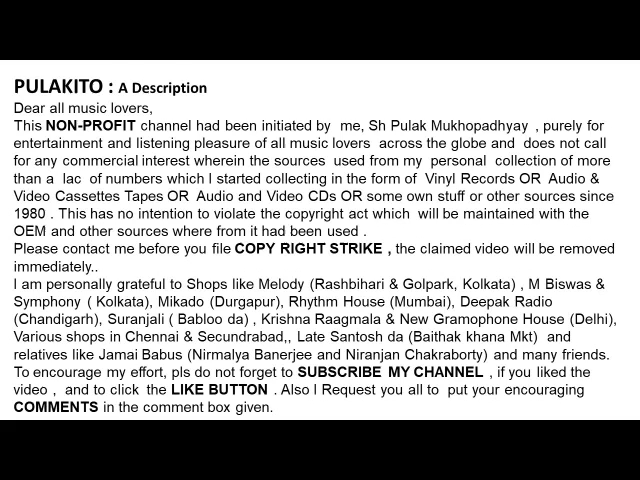 PULAKITO : A Description
Dear all music lovers,
This NON-PROFIT channel had been initiated by me, Sh Pulak Mukhopadhyay , purely for
entertainment and listening pleasure of all music lovers across the globe and does not call
for any commercial interest wherein the sources used from my personal collection of more
than a lac of numbers which I started collecting in the form of Vinyl Records OR Audio &
Video Cassettes Tapes OR Audio and Video CDs OR some own stuff or other sources since
1980 . This has no intention to violate the copyright act which will be maintained with the
OEM and other sources where from it had been used .
Please contact me before you file COPY RIGHT STRIKE , the claimed video will be removed
immediately..
I am personally grateful to Shops like Melody (Rashbihari & Golpark, Kolkata) , M Biswas &
Symphony ( Kolkata), Mikado (Durgapur), Rhythm House (Mumbai), Deepak Radio
(Chandigarh), Suranjali ( Babloo da) , Krishna Raagmala & New Gramophone House (Delhi),
Various shops in Chennai & Secundrabad,, Late Santosh da (Baithak khana Mkt) and
relatives like Jamai Babus (Nirmalya Banerjee and Niranjan Chakraborty) and many friends.
To encourage my effort, pls do not forget to SUBSCRIBE MY CHANNEL , if you liked the
video , and to click the LIKE BUTTON . Also I Request you all to put your encouraging
COMMENTS in the comment box given.